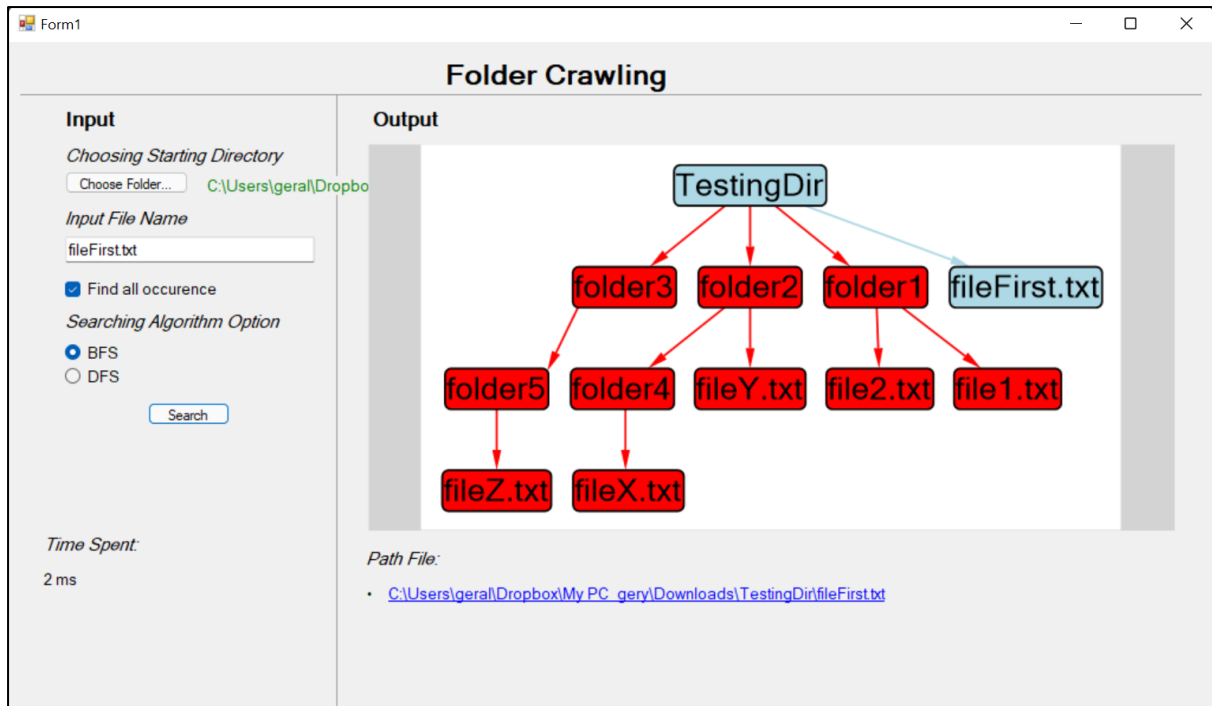 Form1
Folder Crawling
Input
Choosing Starting Directory
Choose Folder...
C:\Users\geral\Dropbo
Input File Name
fileFirst.txt
Find all occurence
Searching Algorithm Option
BFS
DFS
Search
Time Spent:
2 ms
Output
TestingDir
folder3 folder2 folder1 fileFirst.txt
folder5 folder4 fileY.txt file2.txt file1.txt
fileZ.txt fileX.txt
Path File:
• C:\Users\geral\Dropbox\My PC_gery\Downloads\TestingDir\fileFirst.txt